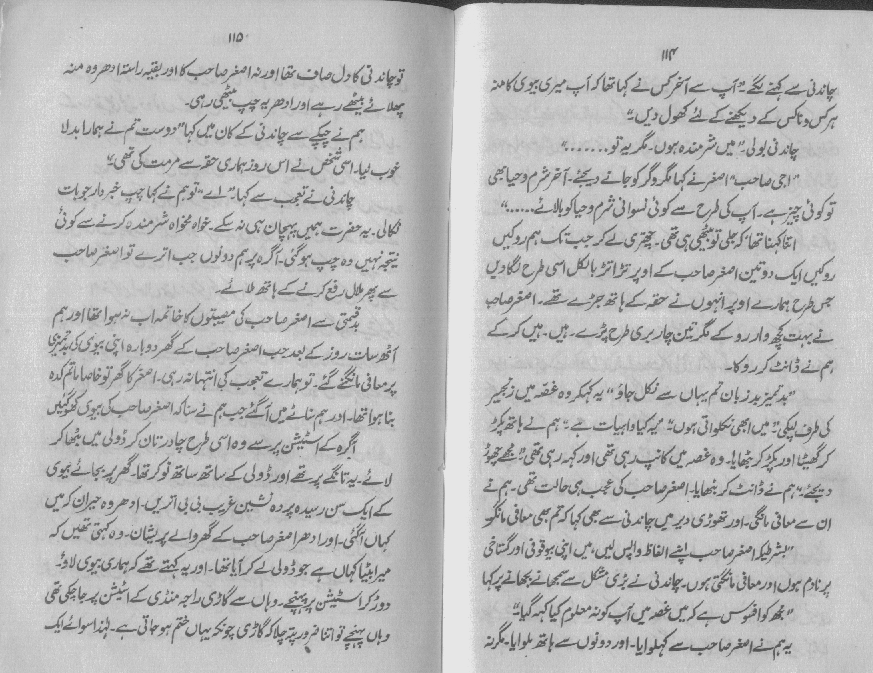 ۱۱۴
چاندنی سے کہنے لگے۔ "آپ سے آخر کس نے کہا تھا کہ آپ میری بیوی کا منہ
ہر کس و ناکس کے دیکھنے کے لئے کھول دیں۔"
چاندنی بولی۔ "میں شرمندہ ہوں۔ مگر یہ تو . . . . . . ."
"اجی صاحب" اصغر نے کہا مگر وگر کو جانے دیجئے۔ آخر شرم و حیا بھی
تو کوئی چیز ہے۔ آپ کی طرح سے کوئی نسوانی شرم و حیا کو بالائے . . . . . "
اتنا کہنا تھا کہ جلی تو بیٹھی ہی تھی۔ چھتری لے کر جب تک ہم روکیں
روکیں ایک دو تین اصغر صاحب کے اوپر تڑا تڑ بالکل اسی طرح لگا ویں
جس طرح ہمارے اوپر انہوں نے حقہ کے ہاتھ جڑے تھے۔ اصغر صاحب
نے بہت کچھ وار روکے مگر تین چار بری طرح پڑے۔ ہیں۔ ہیں کر کے
ہم نے ڈانٹ کر روکا۔
"بدتمیز بدزبان تم یہاں سے نکل جاؤ" یہ کہکر وہ غصہ میں زنجیر
کی طرف لپکی۔ "میں ابھی نکلواتی ہوں۔" "یہ کیا واہیات ہے۔" ہم نے ہاتھ پکڑ
کر گھسیٹا اور پکڑ کر بٹھایا۔ وہ غصہ میں کانپ رہی تھی اور کہہ رہی تھی۔ "مجھے چھوڑ
دیجئے" ہم نے ڈانٹ کر بٹھایا۔ اصغر صاحب کی عجب ہی حالت تھی۔ ہم نے
ان سے معافی مانگی۔ اور تھوڑی دیر میں چاندنی سے بھی کہا کہ تم بھی معافی مانگو
"بشرطیکہ اصغر صاحب اپنے الفاظ واپس لیں، میں اپنی بیوقوفی اور گستاخی
پر نادم ہوں اور معافی مانگتی ہوں۔ چاندنی نے بڑی مشکل سے سمجھانے بجھانے پر کہا
"مجھ کو افسوس ہے کہ میں غصہ میں آپ کو نہ معلوم کیا کہہ گیا۔"
یہ ہم نے اصغر صاحب سے کہلوایا۔ اور دونوں سے ہاتھ ملوایا۔ مگر نہ
۱۱۵
تو چاندنی کا دل صاف تھا اور نہ اصغر صاحب کا اور بقیہ راستہ ادھر وہ منہ
پھلائے بیٹھے رہے اور ادھر یہ چپ بیٹھی رہی۔
ہم نے چپکے سے چاندنی کے کان میں کہا "دوست تم نے ہمارا بدلا
خوب لیا۔ اسی شخص نے اس روز ہماری حقہ سے مرمت کی تھی۔"
چاندنی نے تعجب سے کہا۔ "اے" تو ہم نے کہا چپ خبردار جو بات
نکالی۔ یہ حضرت ہمیں پہچان ہی نہ سکے۔ خواہ مخواہ شرمندہ کرنے سے کوئی
نتیجہ نہیں وہ چپ ہو گئی۔ آگرہ پر ہم دونوں جب اترے تو اصغر صاحب
سے پھر ملال رفع کرنے کے ہاتھ ملائے
بدقسمتی سے اصغر صاحب کی مصیبتوں کا خاتمہ اب نہ ہوا تھا اور ہم
آٹھ سات روز کے بعد جب اصغر صاحب کے گھر دوبارہ اپنی بیوی کی بدتمیزی
پر معافی مانگنے گئے۔ تو ہمارے تعجب کی انتہا نہ رہی۔ اصغر کا گھر تو خاصا ماتم کدہ
بنا ہوا تھا۔ اور ہم سناٹے میں آ گئے جب ہم نے سنا کہ اصغر صاحب کی بیوی کھو گئیں
آگرہ کے اسٹیشن پر سے وہ اسی طرح چادر تان کر ڈولی میں بٹھا کر
لائے۔ یہ تانگے پر تھے اور ڈولی کے ساتھ ساتھ نوکر تھا۔ گھر پر بجائے بیوی
کے ایک سن رسیدہ پردہ نشین غریب بی بی اتریں۔ ادھر وہ حیران کہ میں
کہاں آگئی۔ اور ادھر اصغر صاحب کے گھر والے پریشان۔ وہ کہتی تھیں کہ
میرا بیٹا کہاں ہے جو ڈولی لے کر آیا تھا۔ اور یہ کہتے تھے کہ ہماری بیوی لاؤ۔
دوڑ کر اسٹیشن پر پہنچے۔ وہاں سے گاڑی راجہ منڈی کے اسٹیشن پر جا چکی تھی
وہاں پہنچے تو اتنا ضرور پتہ چلا کہ گاڑی چونکہ یہاں ختم ہو جاتی ہے۔ لہٰذا سوائے ایک